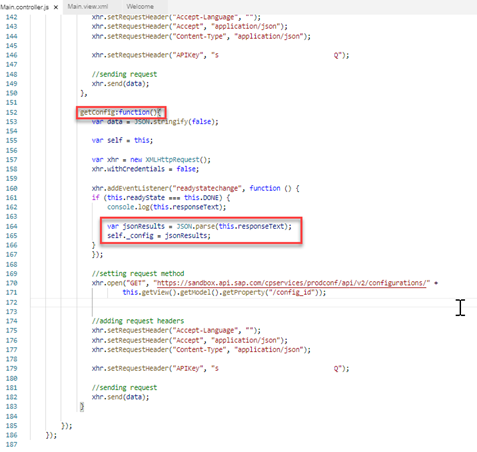 Main.controller.js × Main.view.xml Welcome
142 xhr.setRequestHeader("Accept-Language", "");
143 xhr.setRequestHeader("Accept", "application/json");
144 xhr.setRequestHeader("Content-Type", "application/json");
145
146 xhr.setRequestHeader("APIKey", "s Q");
147
148 //sending request
149 xhr.send(data);
150 },
151
152 getConfig:function(){
153 var data = JSON.stringify(false);
154
155 var self = this;
156
157 var xhr = new XMLHttpRequest();
158 xhr.withCredentials = false;
159
160 xhr.addEventListener("readystatechange", function () {
161 if (this.readyState === this.DONE) {
162 console.log(this.responseText);
163
164 var jsonResults = JSON.parse(this.responseText);
165 self._config = jsonResults;
166 }
167 });
168
169 //setting request method
170 xhr.open("GET", "https://sandbox.api.sap.com/cpservices/prodconf/api/v2/configurations/" +
171 this.getView().getModel().getProperty("/config_id"));
172
173
174 //adding request headers
175 xhr.setRequestHeader("Accept-Language", "");
176 xhr.setRequestHeader("Accept", "application/json");
177 xhr.setRequestHeader("Content-Type", "application/json");
178
179 xhr.setRequestHeader("APIKey", "s Q");
180
181 //sending request
182 xhr.send(data);
183 }
184
185 });
186 });
187